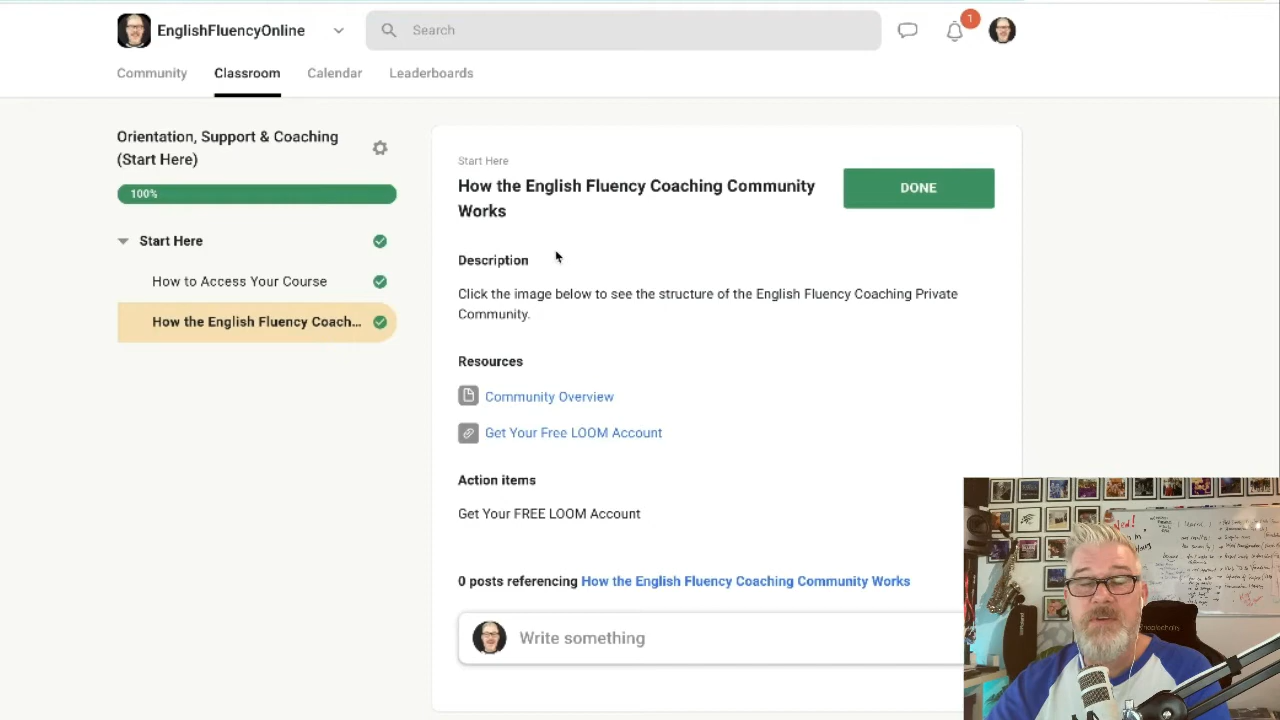 EnglishFluencyOnline
Search
1
Community Classroom Calendar Leaderboards
Orientation, Support & Coaching
(Start Here)
100%
Start Here
How to Access Your Course
How the English Fluency Coach...
Start Here
How the English Fluency Coaching Community
Works
DONE
Description
Click the image below to see the structure of the English Fluency Coaching Private
Community.
Resources
Community Overview
Get Your Free LOOM Account
Action items
Get Your FREE LOOM Account
0 posts referencing How the English Fluency Coaching Community Works
Write something